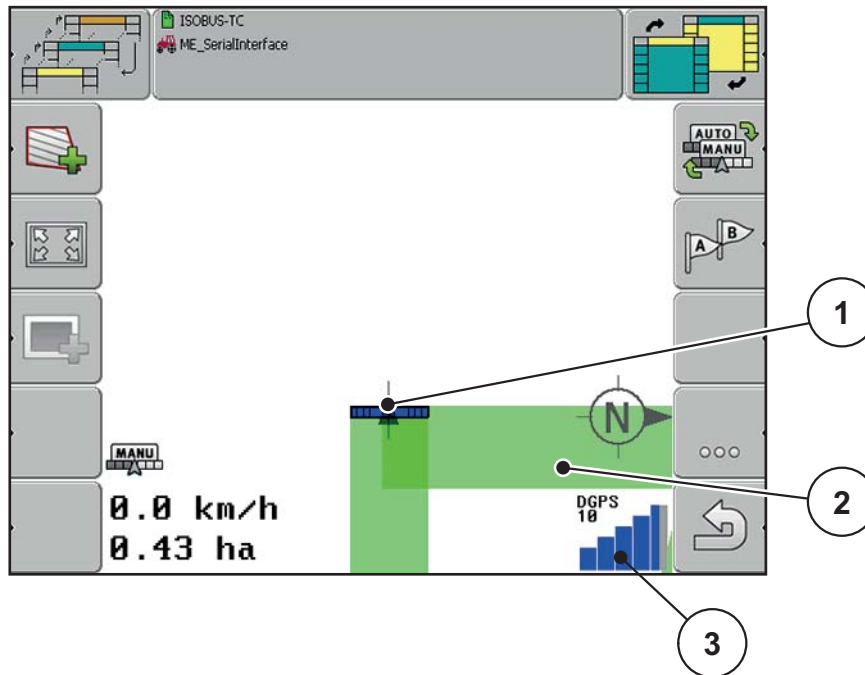 ISOBUS-TC
ME_SerialInterface
AUTO
MANU
A B
1
N
MANU
2
0.0 km/h
0.43 ha
DGPS
10
3